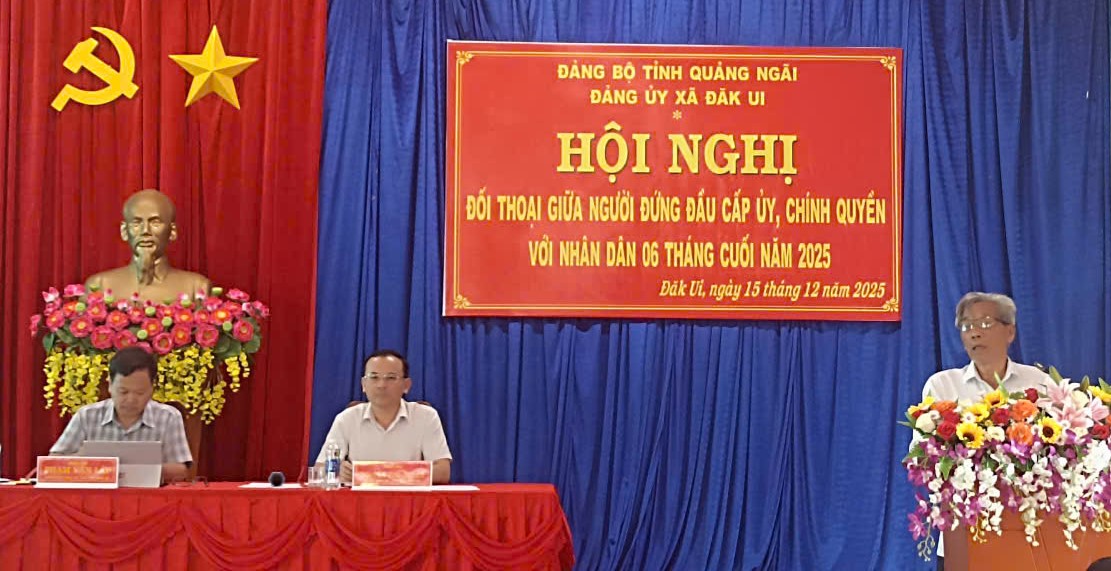 ĐẢNG BỘ TỈNH QUẢNG NGÃI
ĐẢNG ỦY XÃ ĐĂK UI
*
HỘI NGHỊ
ĐỐI THOẠI GIỮA NGƯỜI ĐỨNG ĐẦU CẤP ỦY, CHÍNH QUYỀN
VỚI NHÂN DÂN 06 THÁNG CUỐI NĂM 2025
Đăk Ui, ngày 15 tháng 12 năm 2025